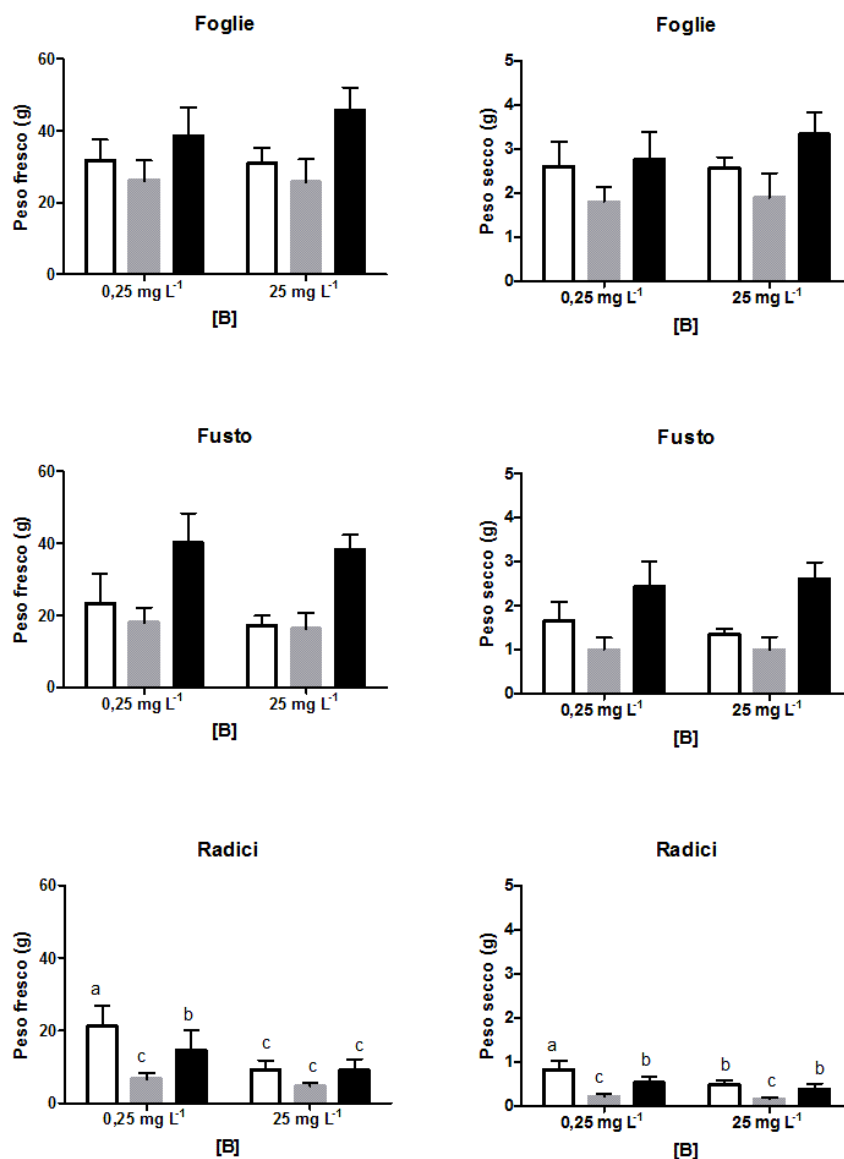 Foglie
Peso fresco (g)
60
40
20
0
0,25 mg L⁻¹ 25 mg L⁻¹
[B]
Foglie
Peso secco (g)
5
4
3
2
1
0
0,25 mg L⁻¹ 25 mg L⁻¹
[B]
Fusto
Peso fresco (g)
60
40
20
0
0,25 mg L⁻¹ 25 mg L⁻¹
[B]
Fusto
Peso secco (g)
5
4
3
2
1
0
0,25 mg L⁻¹ 25 mg L⁻¹
[B]
Radici
Peso fresco (g)
60
40
20
0
a c b c c c
0,25 mg L⁻¹ 25 mg L⁻¹
[B]
Radici
Peso secco (g)
5
4
3
2
1
0
a c b b c b
0,25 mg L⁻¹ 25 mg L⁻¹
[B]